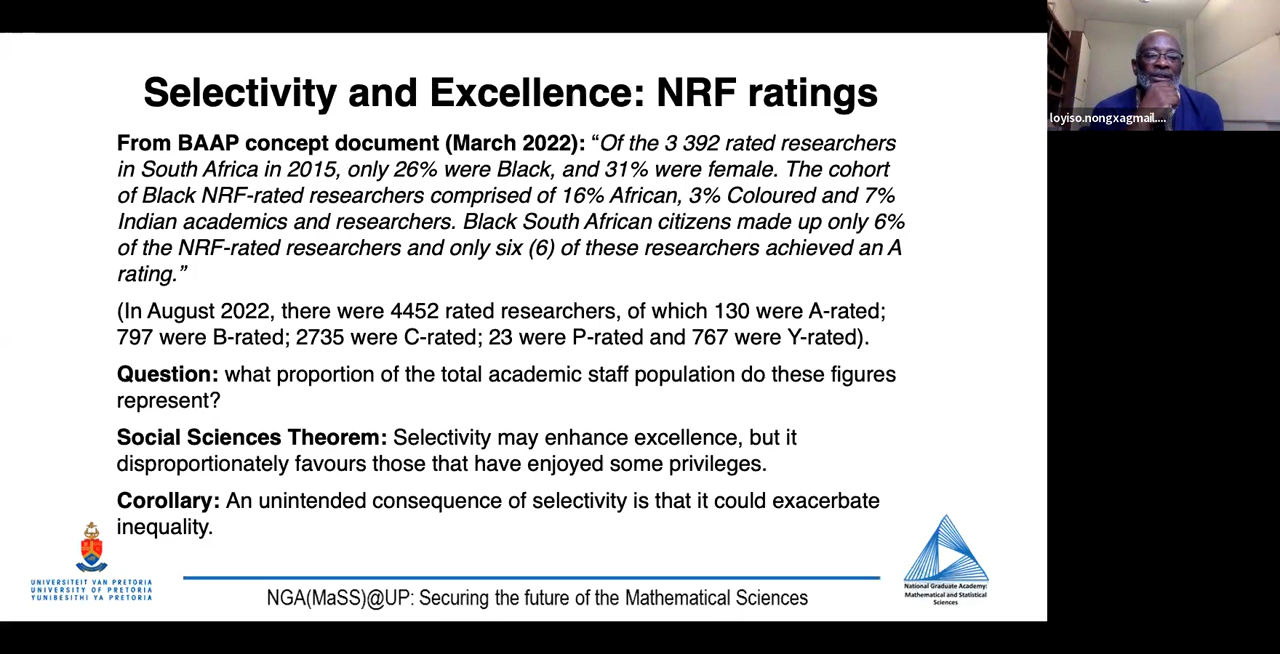 Selectivity and Excellence: NRF ratings
From BAAP concept document (March 2022): “Of the 3 392 rated researchers
in South Africa in 2015, only 26% were Black, and 31% were female. The cohort
of Black NRF-rated researchers comprised of 16% African, 3% Coloured and 7%
Indian academics and researchers. Black South African citizens made up only 6%
of the NRF-rated researchers and only six (6) of these researchers achieved an A
rating.”
(In August 2022, there were 4452 rated researchers, of which 130 were A-rated;
797 were B-rated; 2735 were C-rated; 23 were P-rated and 767 were Y-rated).
Question: what proportion of the total academic staff population do these figures
represent?
Social Sciences Theorem: Selectivity may enhance excellence, but it
disproportionately favours those that have enjoyed some privileges.
Corollary: An unintended consequence of selectivity is that it could exacerbate
inequality.
UNIVERSITEIT VAN PRETORIA
UNIVERSITY OF PRETORIA
YUNIBESITHI YA PRETORIA
NGA(MaSS)@UP: Securing the future of the Mathematical Sciences
National Graduate Academy:
Mathematical and Statistical
Sciences
loyiso.nongxagmail....